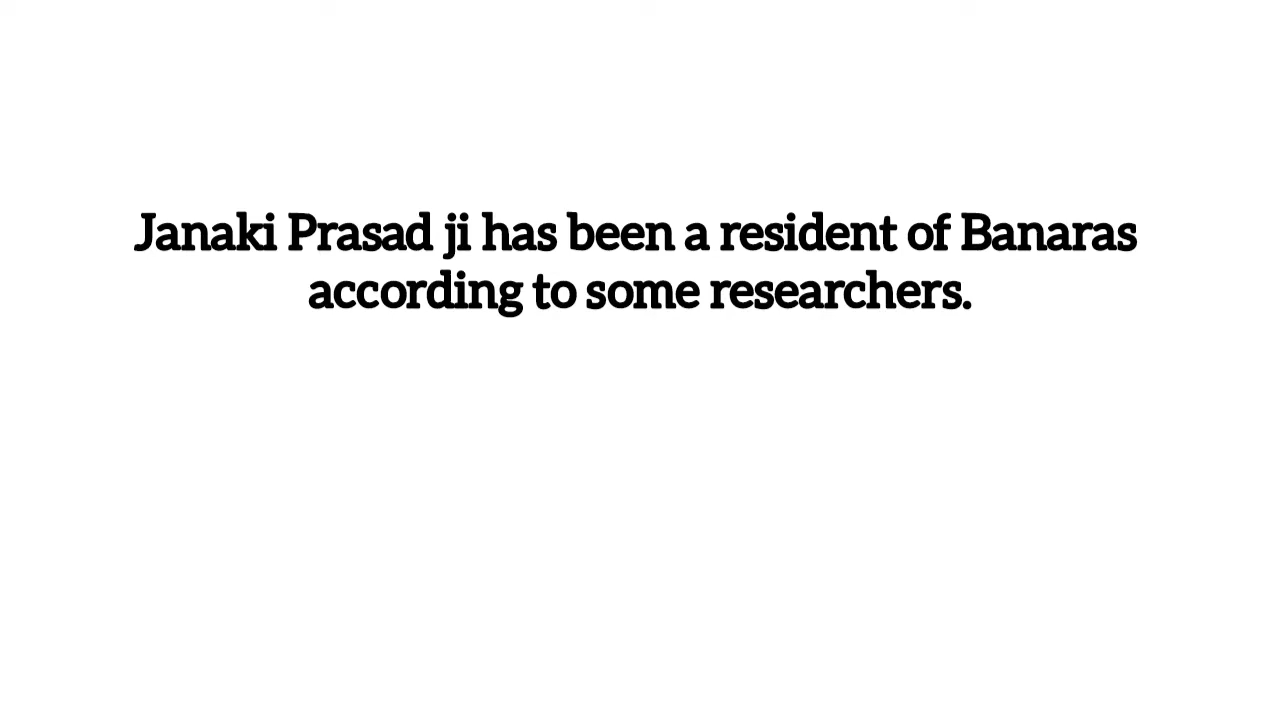 Janaki Prasad ji has been a resident of Banaras
according to some researchers.